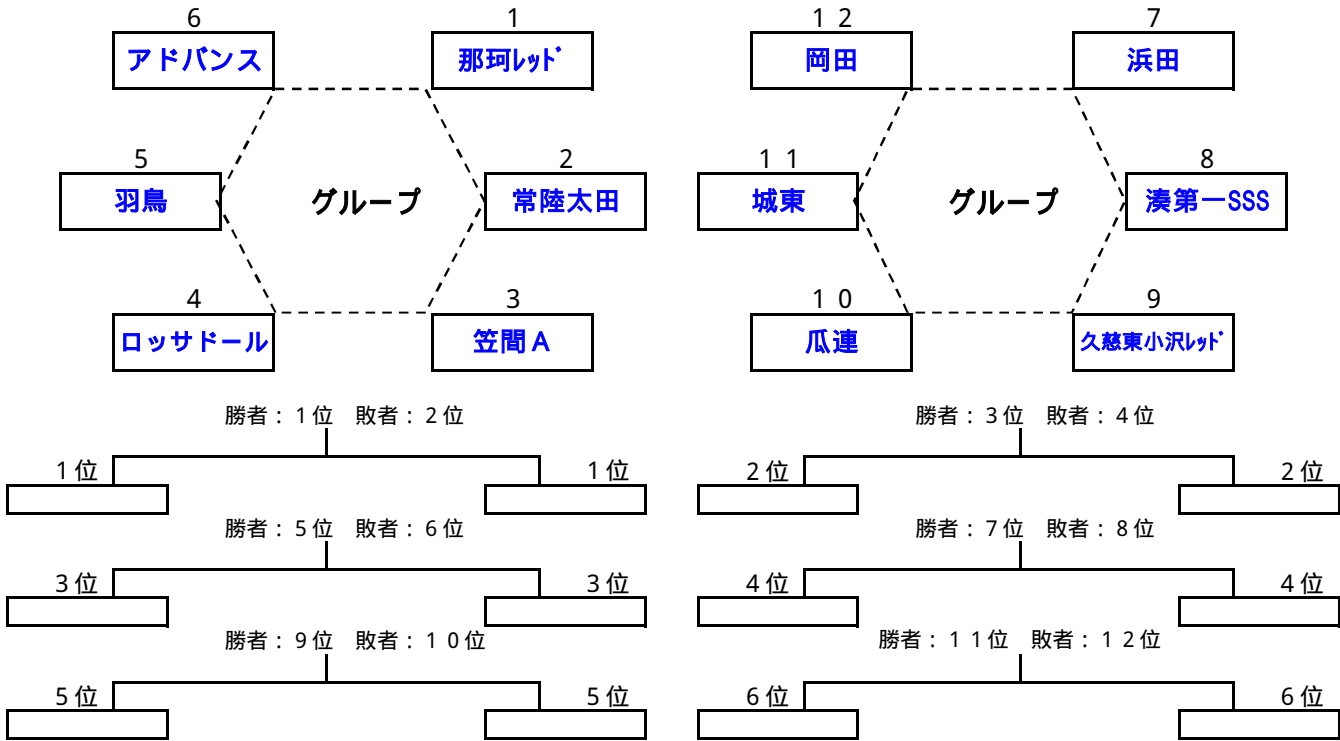 6 1 12 7
アドバンス 那珂ﾚｯﾄﾞ 岡田 浜田
5 2 11 8
羽鳥 グループ 常陸太田 城東 グループ 湊第一SSS
4 3 10 9
ロッサドール 笠間A 瓜連 久慈東小沢ﾚｯﾄﾞ
勝者：1位 敗者：2位 勝者：3位 敗者：4位
1位 1位 2位 2位
勝者：5位 敗者：6位 勝者：7位 敗者：8位
3位 3位 4位 4位
勝者：9位 敗者：10位 勝者：11位 敗者：12位
5位 5位 6位 6位